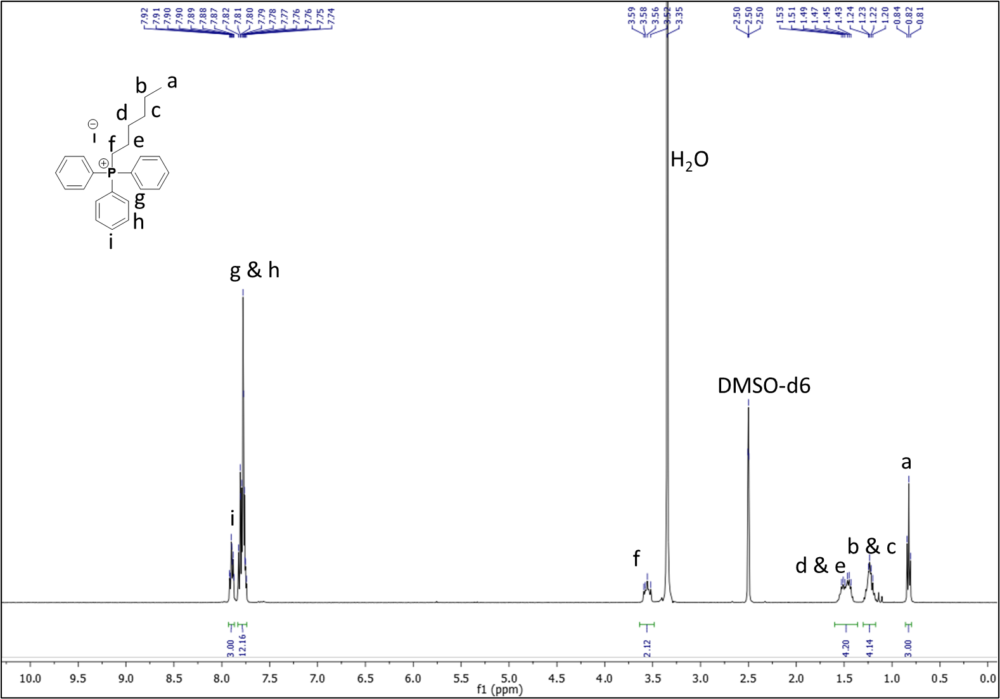 7.92 7.91 7.90 7.90 7.89 7.88 7.87 7.82 7.81 7.80 7.79 7.78 7.77 7.76 7.76 7.75 7.74 3.59 3.58 3.56 3.52 3.35 2.50 2.50 2.50 1.53 1.51 1.49 1.47 1.45 1.43 1.24 1.23 1.22 1.20 0.84 0.82 0.81
b a
d c
⊖
I
f e
⊕
P
g
h
i
H₂O
g & h
DMSO-d6
a
i
b & c
f
d & e
3.00 12.16 2.12 4.20 4.14 3.00
10.0 9.5 9.0 8.5 8.0 7.5 7.0 6.5 6.0 5.5 5.0 4.5 4.0 3.5 3.0 2.5 2.0 1.5 1.0 0.5 0.0
f1 (ppm)